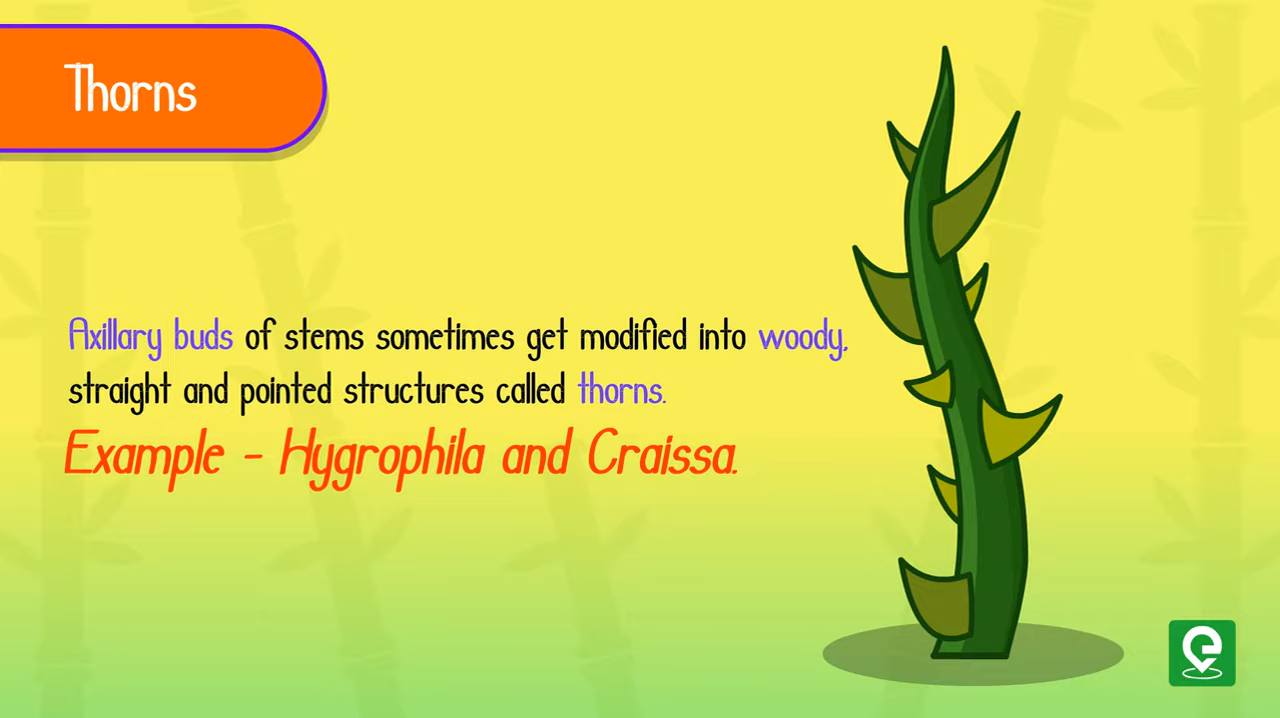 Thorns
Axillary buds of stems sometimes get modified into woody,
straight and pointed structures called thorns.
Example - Hygrophila and Craissa.